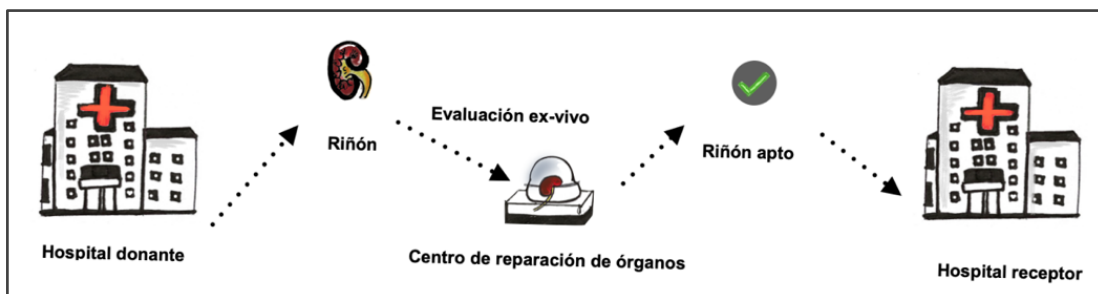 Hospital donante
Riñón
Evaluación ex-vivo
Centro de reparación de órganos
Riñón apto
Hospital receptor